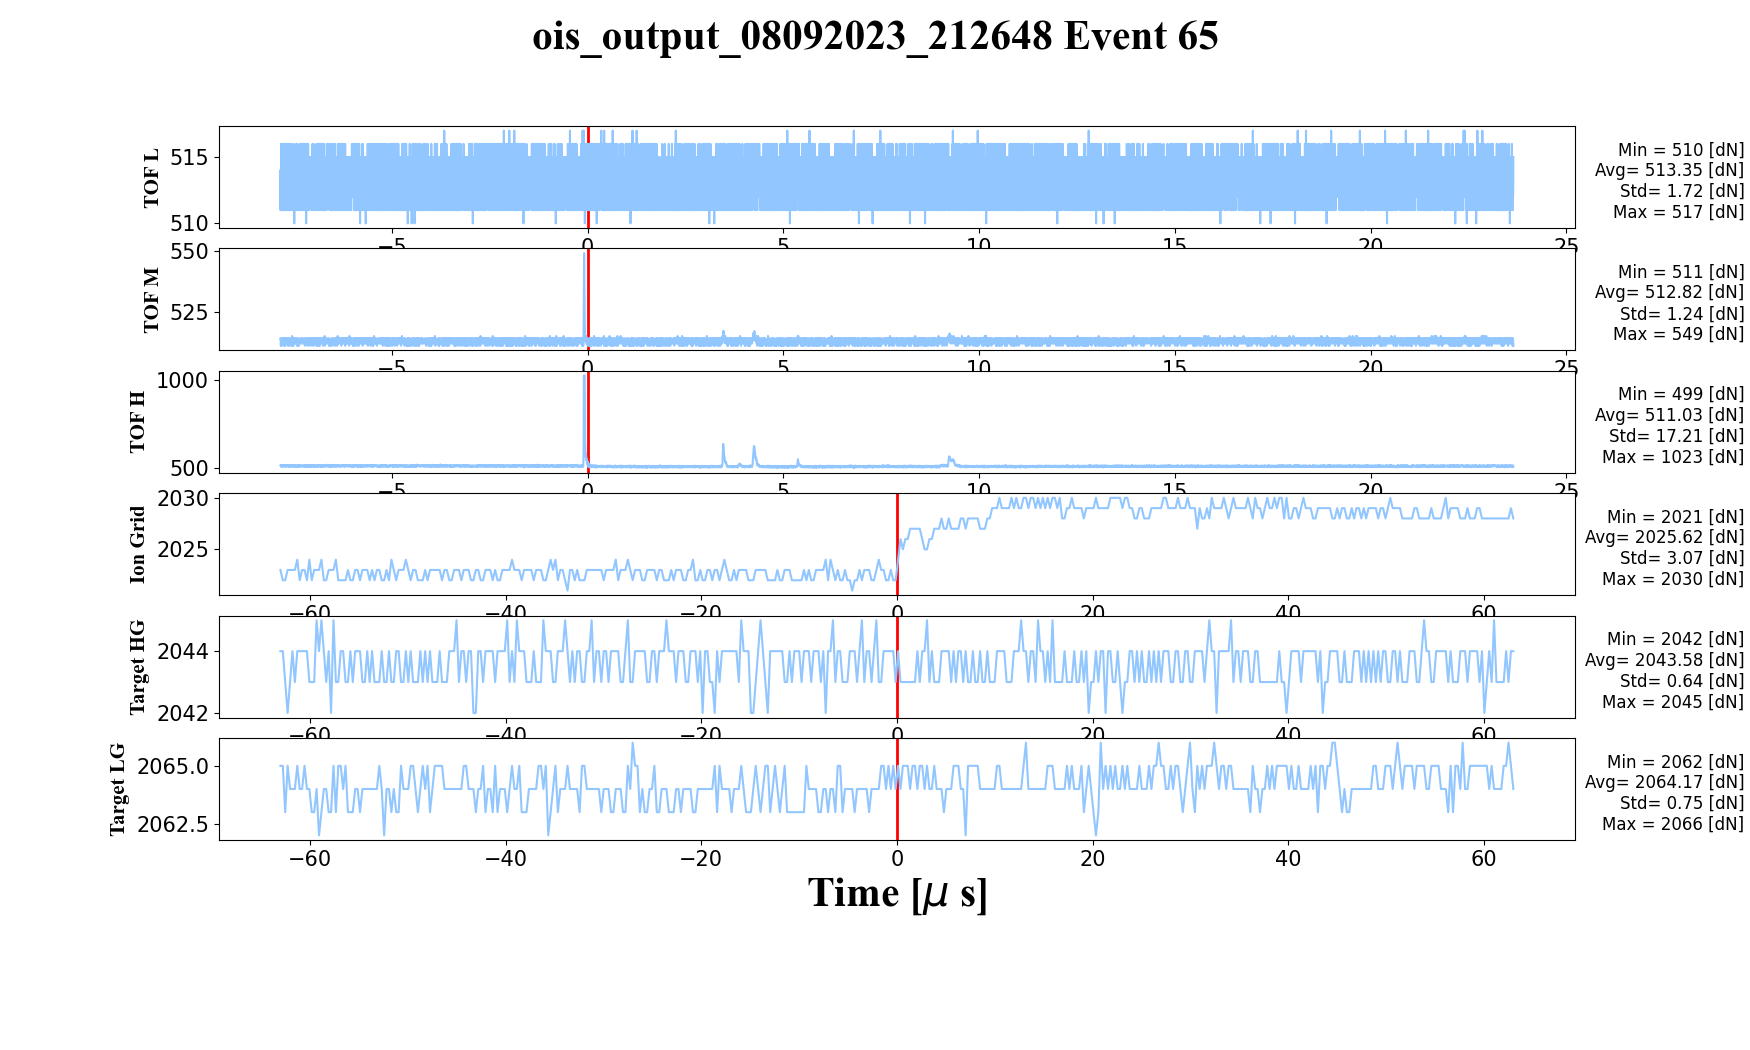 ois_output_08092023_212648 Event 65
TOF L
515
510
−5 0 5 10 15 20 25
Min = 510 [dN]
Avg= 513.35 [dN]
Std= 1.72 [dN]
Max = 517 [dN]
TOF M
550
525
−5 0 5 10 15 20 25
Min = 511 [dN]
Avg= 512.82 [dN]
Std= 1.24 [dN]
Max = 549 [dN]
TOF H
1000
500
−5 0 5 10 15 20 25
Min = 499 [dN]
Avg= 511.03 [dN]
Std= 17.21 [dN]
Max = 1023 [dN]
Ion Grid
2030
2025
−60 −40 −20 0 20 40 60
Min = 2021 [dN]
Avg= 2025.62 [dN]
Std= 3.07 [dN]
Max = 2030 [dN]
Target HG
2044
2042
−60 −40 −20 0 20 40 60
Min = 2042 [dN]
Avg= 2043.58 [dN]
Std= 0.64 [dN]
Max = 2045 [dN]
Target LG
2065.0
2062.5
−60 −40 −20 0 20 40 60
Min = 2062 [dN]
Avg= 2064.17 [dN]
Std= 0.75 [dN]
Max = 2066 [dN]
Time [μ s]